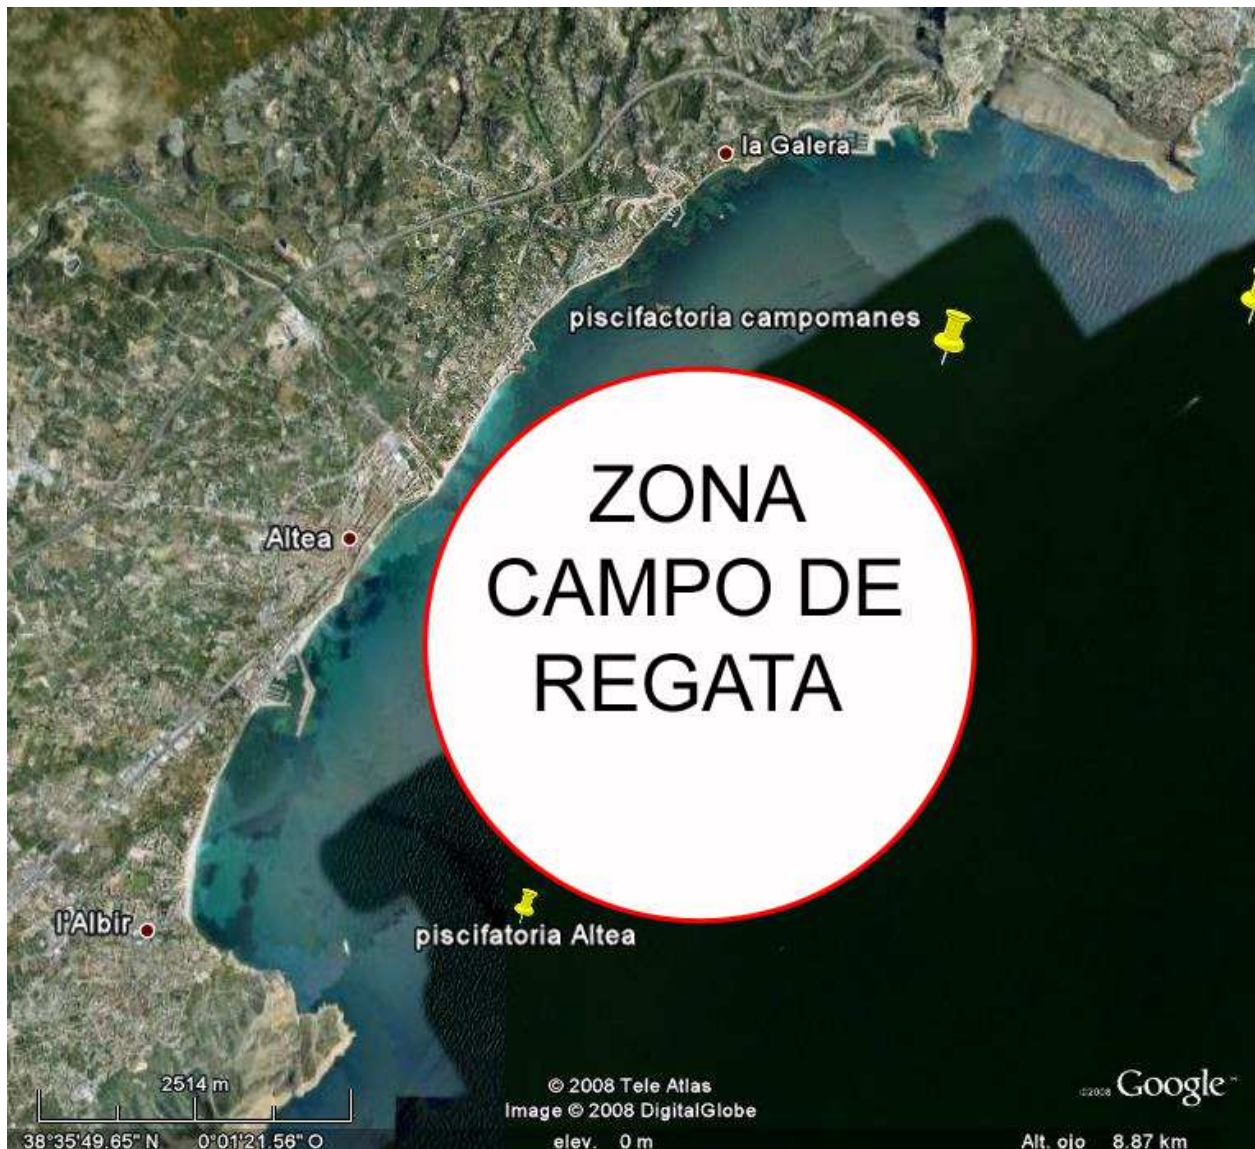 la Galera
piscifactoria campomanes
ZONA
CAMPO DE
REGATA
Altea
l'Albir
piscifatoria Altea
2514 m
© 2008 Tele Atlas
Image © 2008 DigitalGlobe
©2008 Google™
38°35'49.65" N 0°01'21.56" O elev. 0 m Alt. ojo 8.87 km